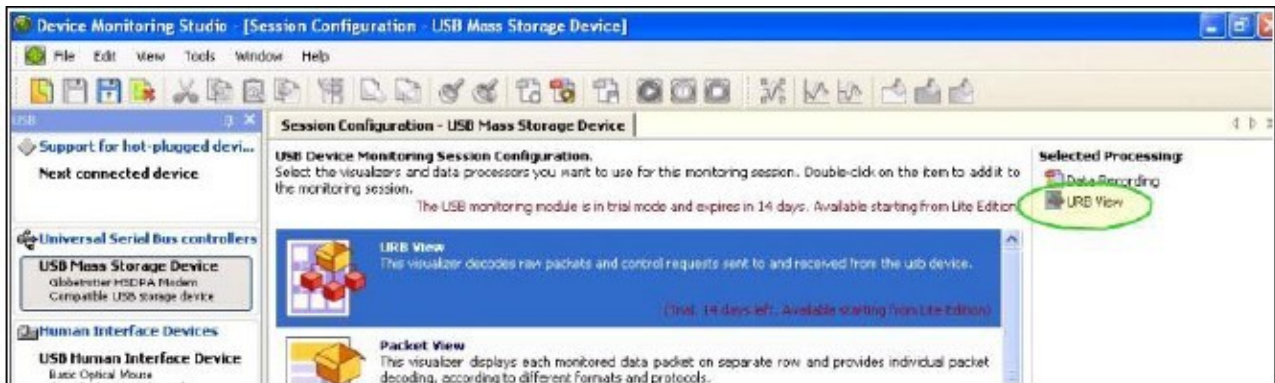 Device Monitoring Studio - [Session Configuration - USB Mass Storage Device]
File Edit View Tools Window Help
USB
Support for hot-plugged devi...
Next connected device
Universal Serial Bus controllers
USB Mass Storage Device
Globetrotter HSDPA Modem
Compatible USB storage device
Human Interface Devices
USB Human Interface Device
Basic Optical Mouse
Session Configuration - USB Mass Storage Device
USB Device Monitoring Session Configuration.
Select the visualizers and data processors you want to use for this monitoring session. Double-click on the item to add it to
the monitoring session.
The USB monitoring module is in trial mode and expires in 14 days. Available starting from Lite Edition
URB View
This visualizer decodes raw packets and control requests sent to and received from the usb device.
(Trial, 14 days left. Available starting from Lite Edition)
Packet View
This visualizer displays each monitored data packet on separate row and provides individual packet
decoding, according to different formats and protocols.
Selected Processing:
Data Recording
URB View